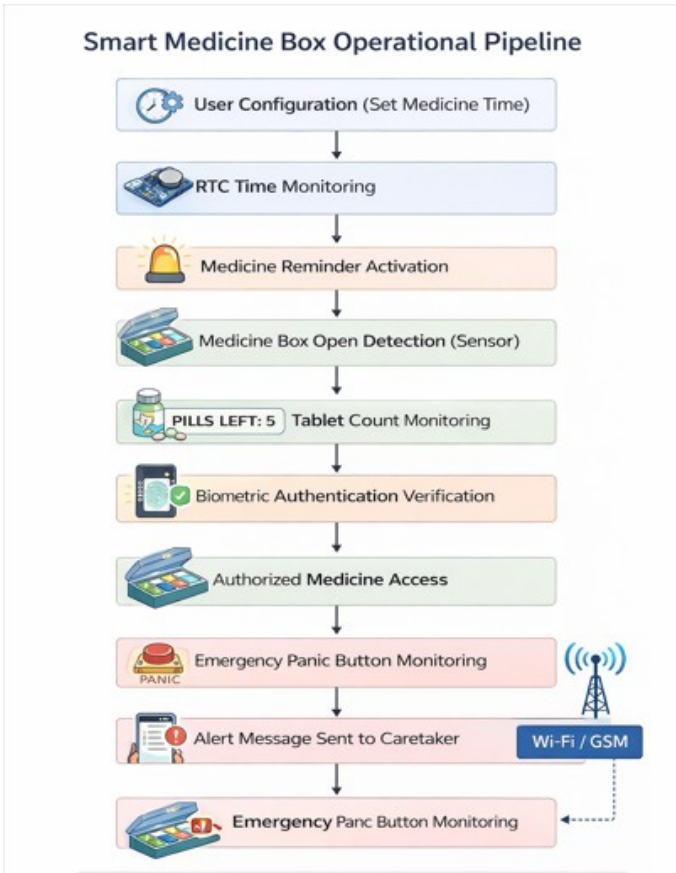 Smart Medicine Box Operational Pipeline
User Configuration (Set Medicine Time)
RTC Time Monitoring
Medicine Reminder Activation
Medicine Box Open Detection (Sensor)
PILLS LEFT: 5 Tablet Count Monitoring
Biometric Authentication Verification
Authorized Medicine Access
Emergency Panic Button Monitoring
PANIC
Alert Message Sent to Caretaker
Wi-Fi / GSM
Emergency Panc Button Monitoring